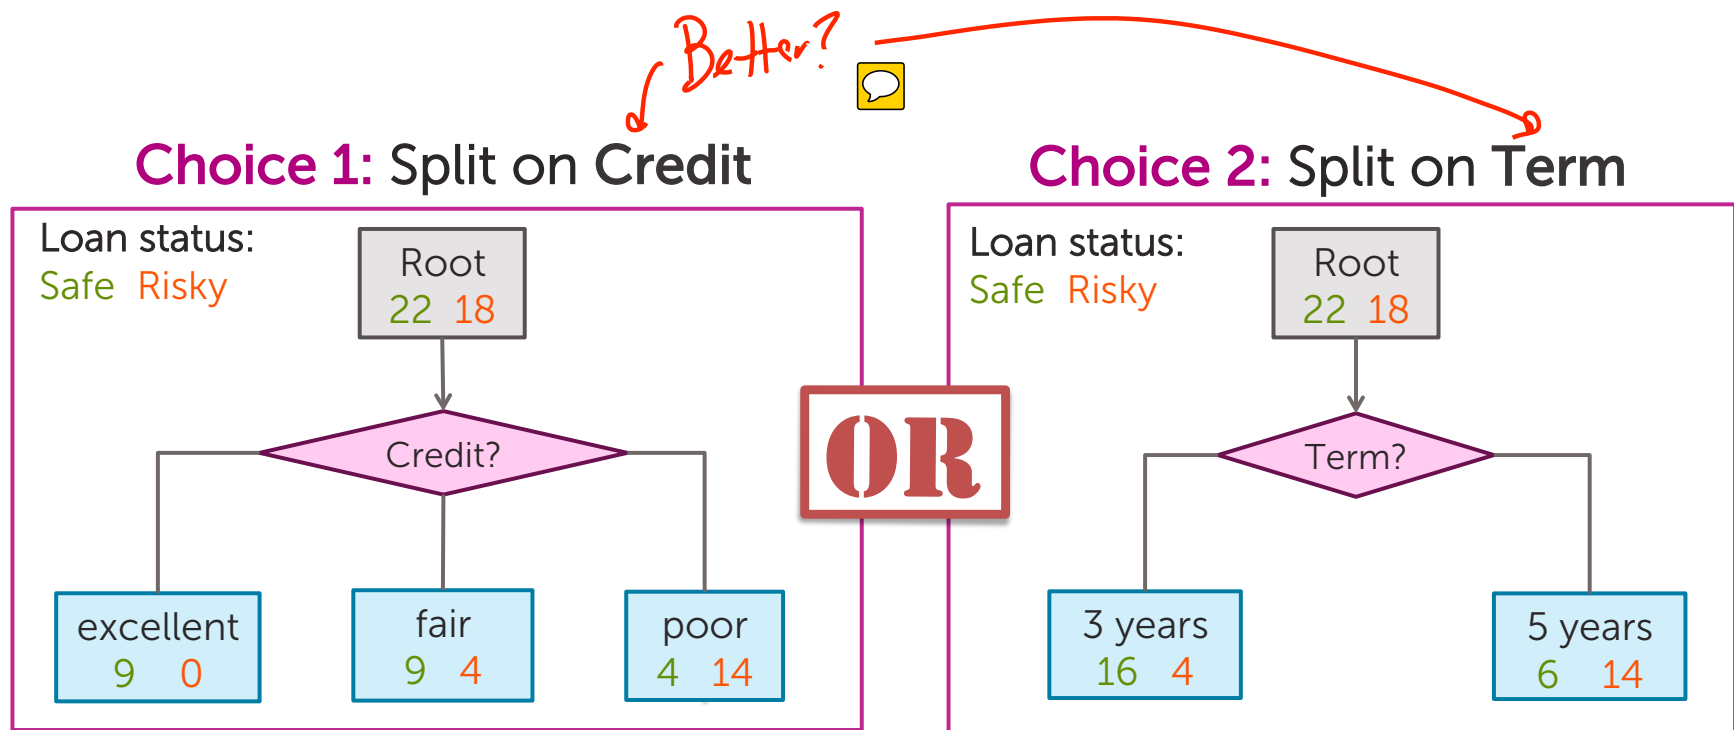 Better?
Choice 1: Split on Credit
Loan status:
Safe Risky
Root
22 18
Credit?
excellent
9 0
fair
9 4
poor
4 14
OR
Choice 2: Split on Term
Loan status:
Safe Risky
Root
22 18
Term?
3 years
16 4
5 years
6 14